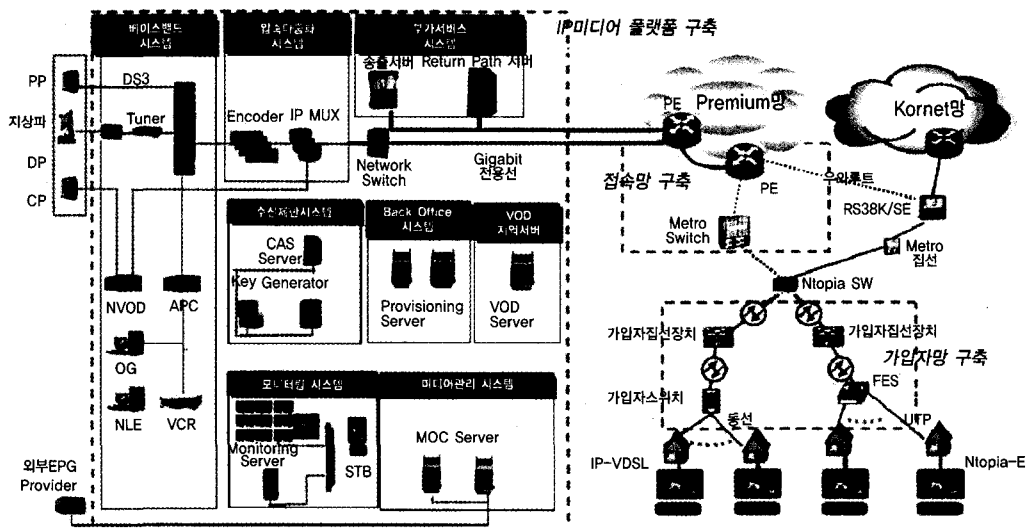 베이스밴드
시스템
압축다중화
시스템
부가서비스
시스템
IP미디어 플랫폼 구축
송출서버 Return Path 서버
PP
DS3
지상파
Tuner
Encoder
IP MUX
DP
CP
Network
Switch
Gigabit
전용선
PE
Premium망
Kornet망
접속망 구축
PE
우회루트
RS38K/SE
Metro
Switch
Metro
집선
수신제한시스템
Back Office
시스템
VOD
지역서버
CAS
Server
Key Generator
Provisioning
Server
VOD
Server
NVOD
APC
OG
NLE
VCR
Ntopia SW
가입자집선장치
가입자집선장치
가입자망 구축
FES
가입자스위치
동선
UTP
IP-VDSL
Ntopia-E
모니터링 시스템
미디어관리 시스템
Monitoring
Server
STB
MOC Server
외부EPG
Provider